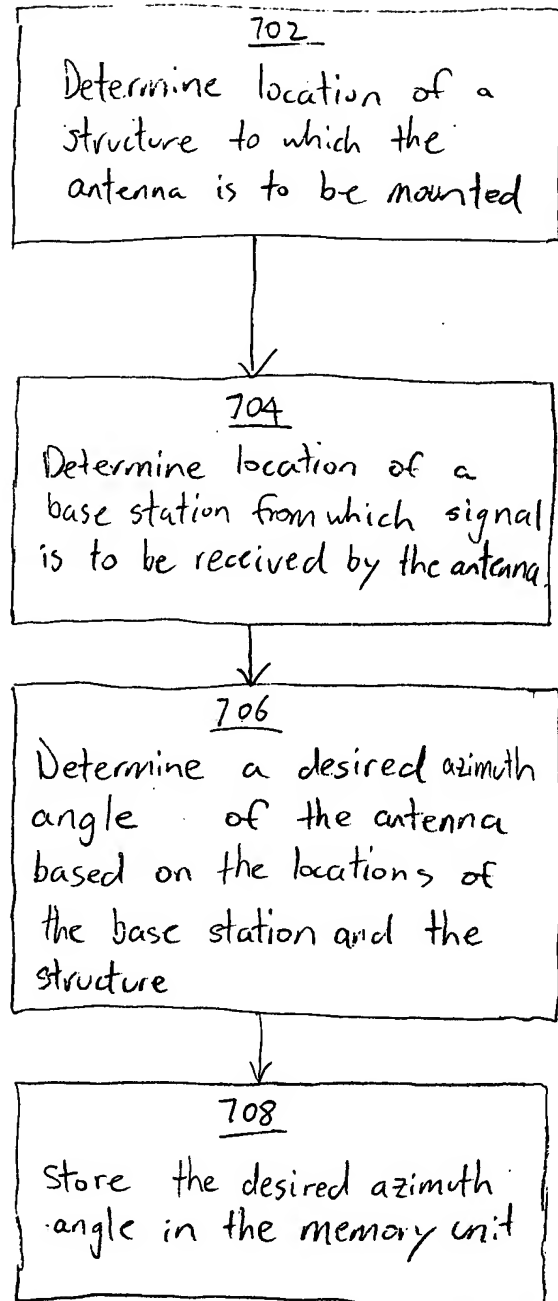 702
Determine location of a
structure to which the
antenna is to be mounted
704
Determine location of a
base station from which signal
is to be received by the antenna.
706
Determine a desired azimuth
angle of the antenna
based on the locations of
the base station and the
structure
708
Store the desired azimuth
angle in the memory unit